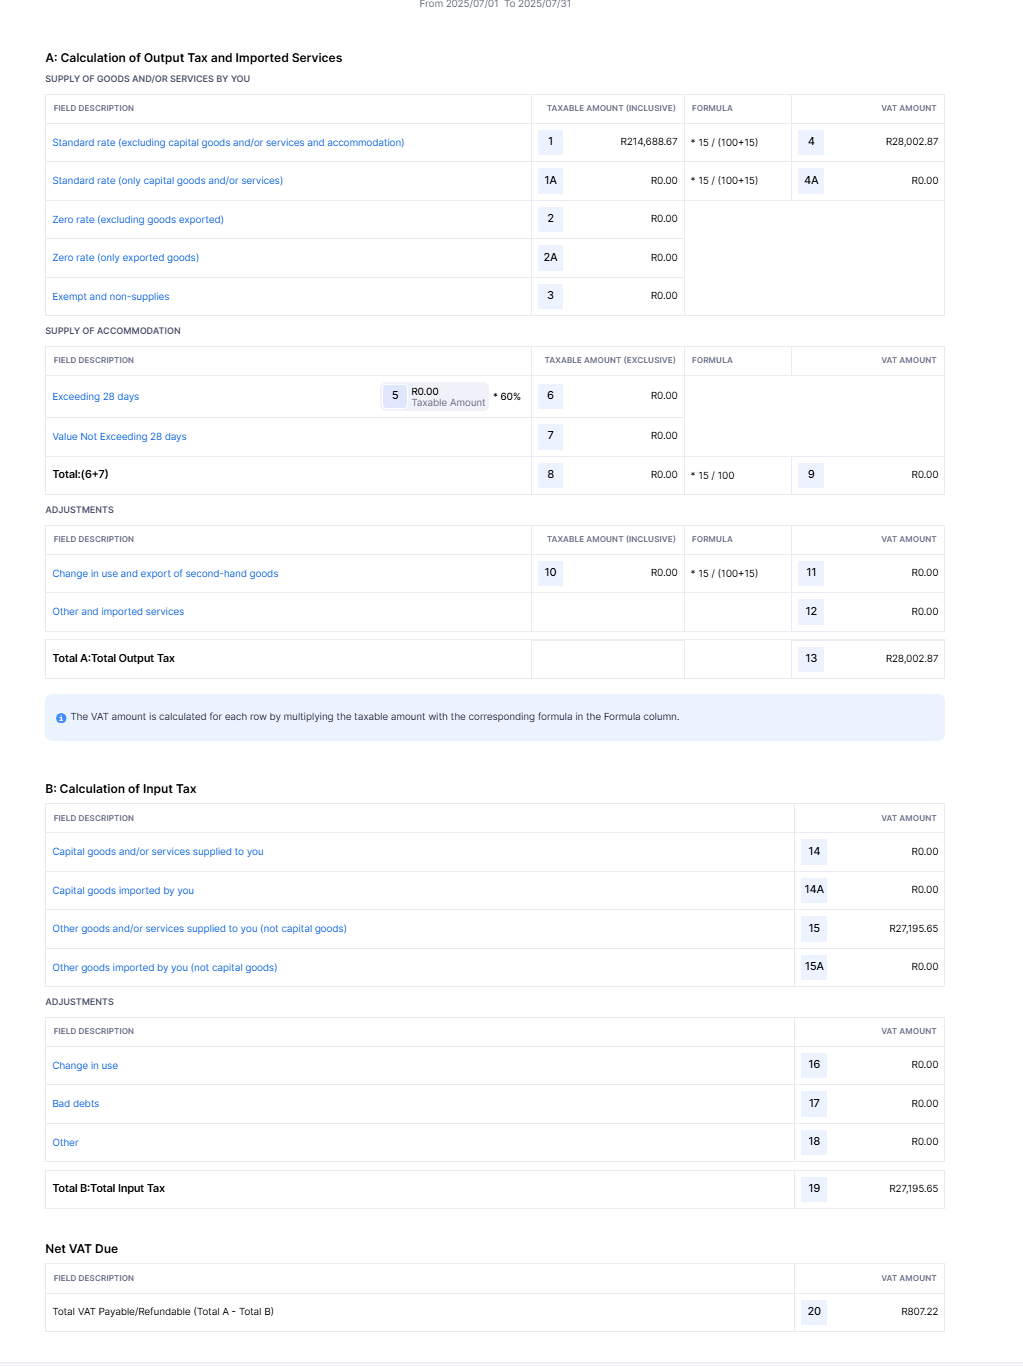 From 2025/07/01 To 2025/07/31
A: Calculation of Output Tax and Imported Services
SUPPLY OF GOODS AND/OR SERVICES BY YOU
FIELD DESCRIPTION TAXABLE AMOUNT (INCLUSIVE) FORMULA VAT AMOUNT
Standard rate (excluding capital goods and/or services and accommodation) 1 R214,688.67 * 15 / (100+15) 4 R28,002.87
Standard rate (only capital goods and/or services) 1A R0.00 * 15 / (100+15) 4A R0.00
Zero rate (excluding goods exported) 2 R0.00
Zero rate (only exported goods) 2A R0.00
Exempt and non-supplies 3 R0.00
SUPPLY OF ACCOMMODATION
FIELD DESCRIPTION TAXABLE AMOUNT (EXCLUSIVE) FORMULA VAT AMOUNT
Exceeding 28 days 5 R0.00 Taxable Amount * 60% 6 R0.00
Value Not Exceeding 28 days 7 R0.00
Total:(6+7) 8 R0.00 * 15 / 100 9 R0.00
ADJUSTMENTS
FIELD DESCRIPTION TAXABLE AMOUNT (INCLUSIVE) FORMULA VAT AMOUNT
Change in use and export of second-hand goods 10 R0.00 * 15 / (100+15) 11 R0.00
Other and imported services 12 R0.00
Total A:Total Output Tax 13 R28,002.87
The VAT amount is calculated for each row by multiplying the taxable amount with the corresponding formula in the Formula column.
B: Calculation of Input Tax
FIELD DESCRIPTION VAT AMOUNT
Capital goods and/or services supplied to you 14 R0.00
Capital goods imported by you 14A R0.00
Other goods and/or services supplied to you (not capital goods) 15 R27,195.65
Other goods imported by you (not capital goods) 15A R0.00
ADJUSTMENTS
FIELD DESCRIPTION VAT AMOUNT
Change in use 16 R0.00
Bad debts 17 R0.00
Other 18 R0.00
Total B:Total Input Tax 19 R27,195.65
Net VAT Due
FIELD DESCRIPTION VAT AMOUNT
Total VAT Payable/Refundable (Total A - Total B) 20 R807.22